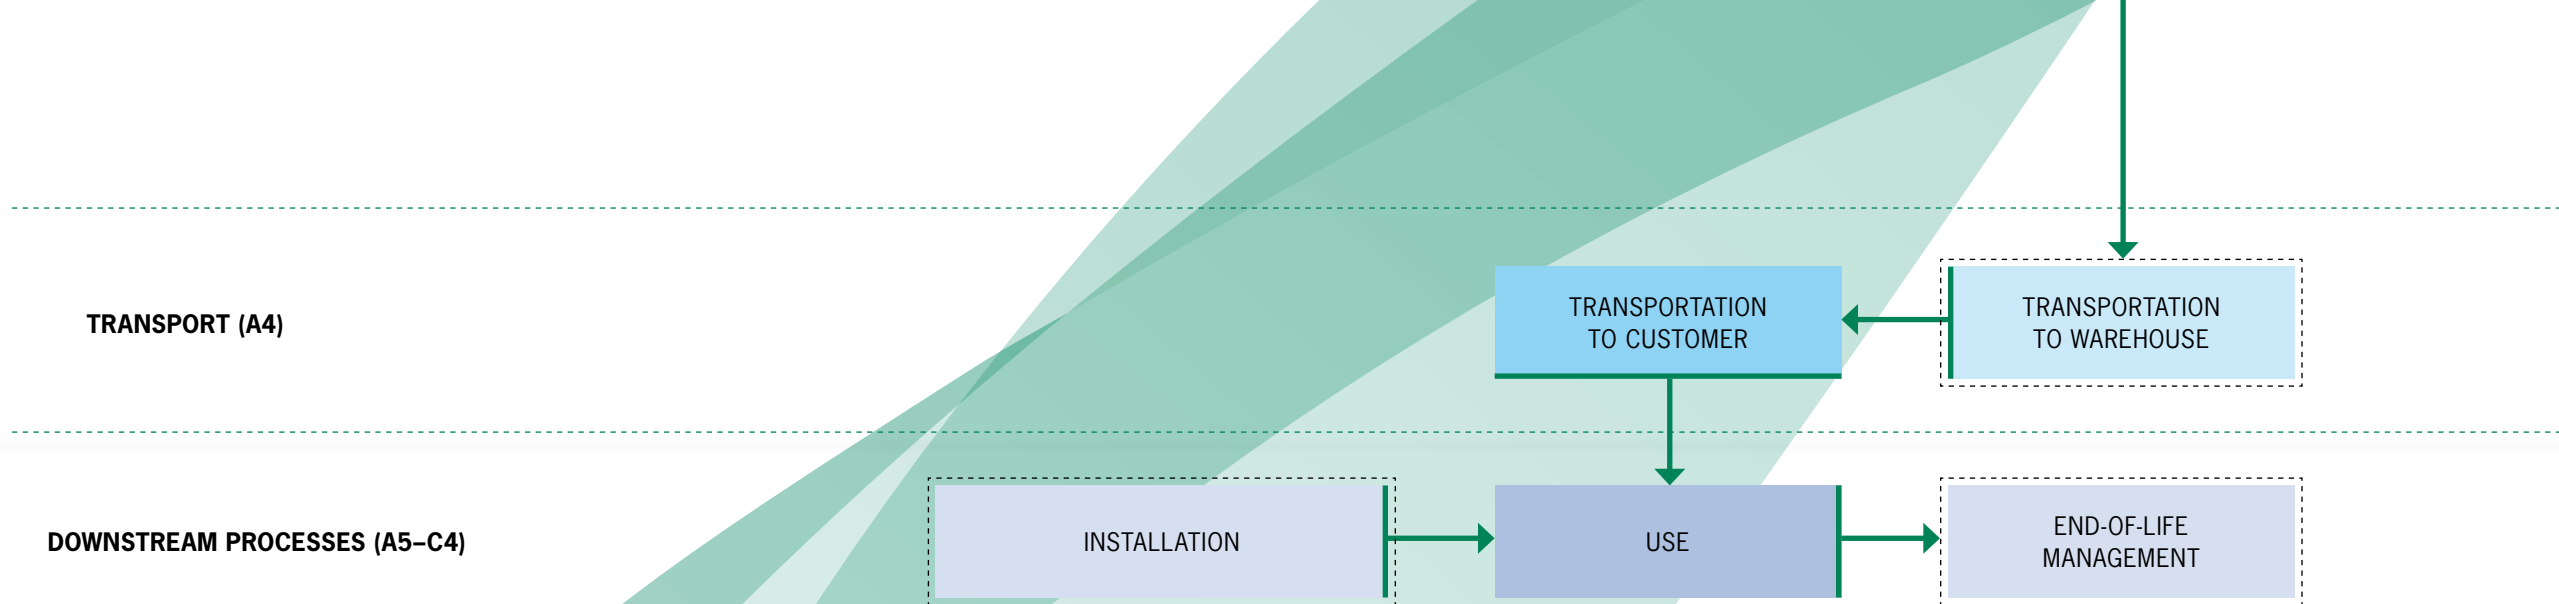 TRANSPORT (A4)
TRANSPORTATION
TO CUSTOMER
TRANSPORTATION
TO WAREHOUSE
DOWNSTREAM PROCESSES (A5–C4)
INSTALLATION
USE
END-OF-LIFE
MANAGEMENT